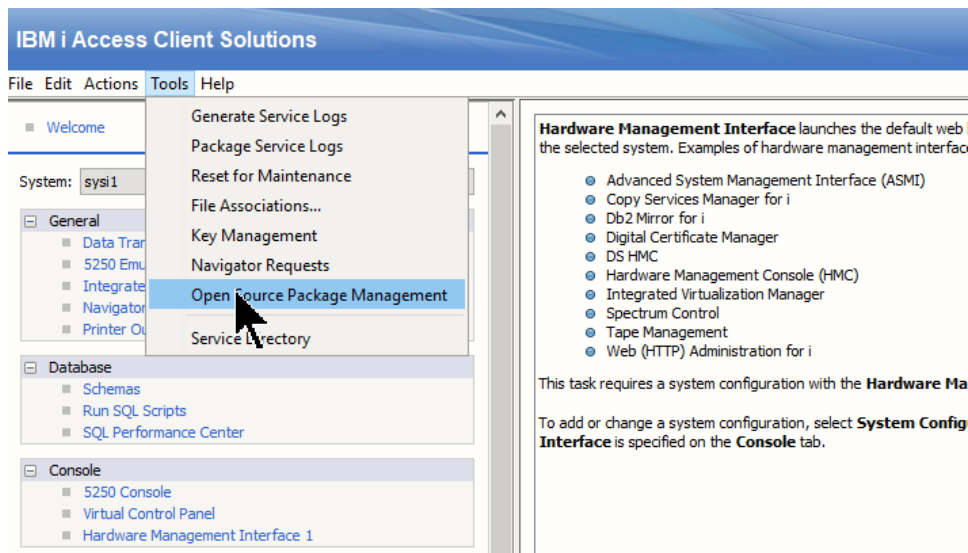 IBM i Access Client Solutions
File Edit Actions Tools Help
Generate Service Logs
Package Service Logs
Reset for Maintenance
File Associations...
Key Management
Navigator Requests
Open Source Package Management
Service Directory
Welcome
System: sysi1
General
Data Tran
5250 Emu
Integrate
Navigator
Printer Ou
Database
Schemas
Run SQL Scripts
SQL Performance Center
Console
5250 Console
Virtual Control Panel
Hardware Management Interface 1
Hardware Management Interface launches the default web
the selected system. Examples of hardware management interface
Advanced System Management Interface (ASMI)
Copy Services Manager for i
Db2 Mirror for i
Digital Certificate Manager
DS HMC
Hardware Management Console (HMC)
Integrated Virtualization Manager
Spectrum Control
Tape Management
Web (HTTP) Administration for i
This task requires a system configuration with the Hardware Ma
To add or change a system configuration, select System Config
Interface is specified on the Console tab.